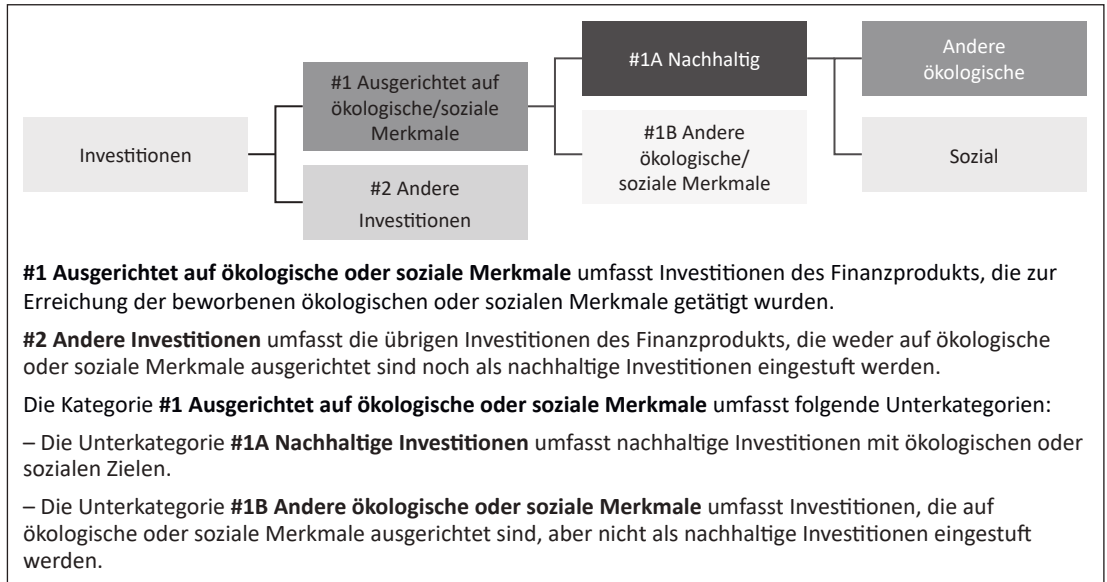 Investitionen
#1 Ausgerichtet auf
ökologische/soziale
Merkmale
#2 Andere
Investitionen
#1A Nachhaltig
#1B Andere
ökologische/
soziale Merkmale
Andere
ökologische
Sozial
#1 Ausgerichtet auf ökologische oder soziale Merkmale umfasst Investitionen des Finanzprodukts, die zur
Erreichung der beworbenen ökologischen oder sozialen Merkmale getätigt wurden.
#2 Andere Investitionen umfasst die übrigen Investitionen des Finanzprodukts, die weder auf ökologische
oder soziale Merkmale ausgerichtet sind noch als nachhaltige Investitionen eingestuft werden.
Die Kategorie #1 Ausgerichtet auf ökologische oder soziale Merkmale umfasst folgende Unterkategorien:
– Die Unterkategorie #1A Nachhaltige Investitionen umfasst nachhaltige Investitionen mit ökologischen oder
sozialen Zielen.
– Die Unterkategorie #1B Andere ökologische oder soziale Merkmale umfasst Investitionen, die auf
ökologische oder soziale Merkmale ausgerichtet sind, aber nicht als nachhaltige Investitionen eingestuft
werden.